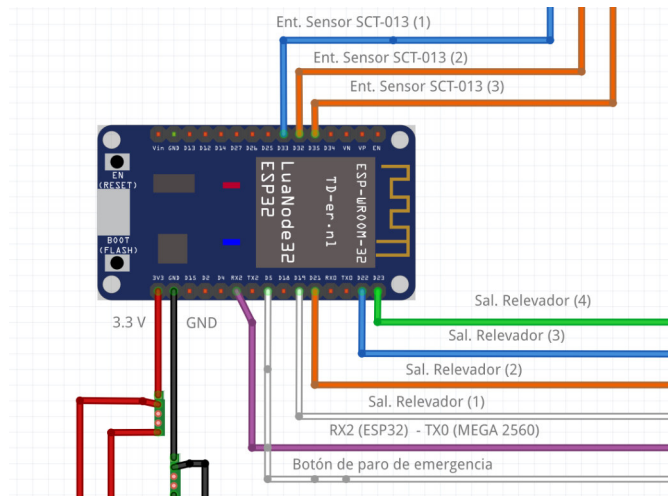 Ent. Sensor SCT-013 (1)
Ent. Sensor SCT-013 (2)
Ent. Sensor SCT-013 (3)
Vin GND D13 D12 D14 D27 D26 D25 D33 D32 D35 D34 VN VP EN
EN
(RESET)
LuaNode32
ESP32
TD-er.nl
ESP-WROOM-32
BOOT
(FLASH)
3V3 GND D15 D2 D4 RX2 TX2 D5 D18 D19 D21 RX0 TX0 D22 D23
3.3 V
GND
Sal. Relevador (4)
Sal. Relevador (3)
Sal. Relevador (2)
Sal. Relevador (1)
RX2 (ESP32) - TX0 (MEGA 2560)
Botón de paro de emergencia